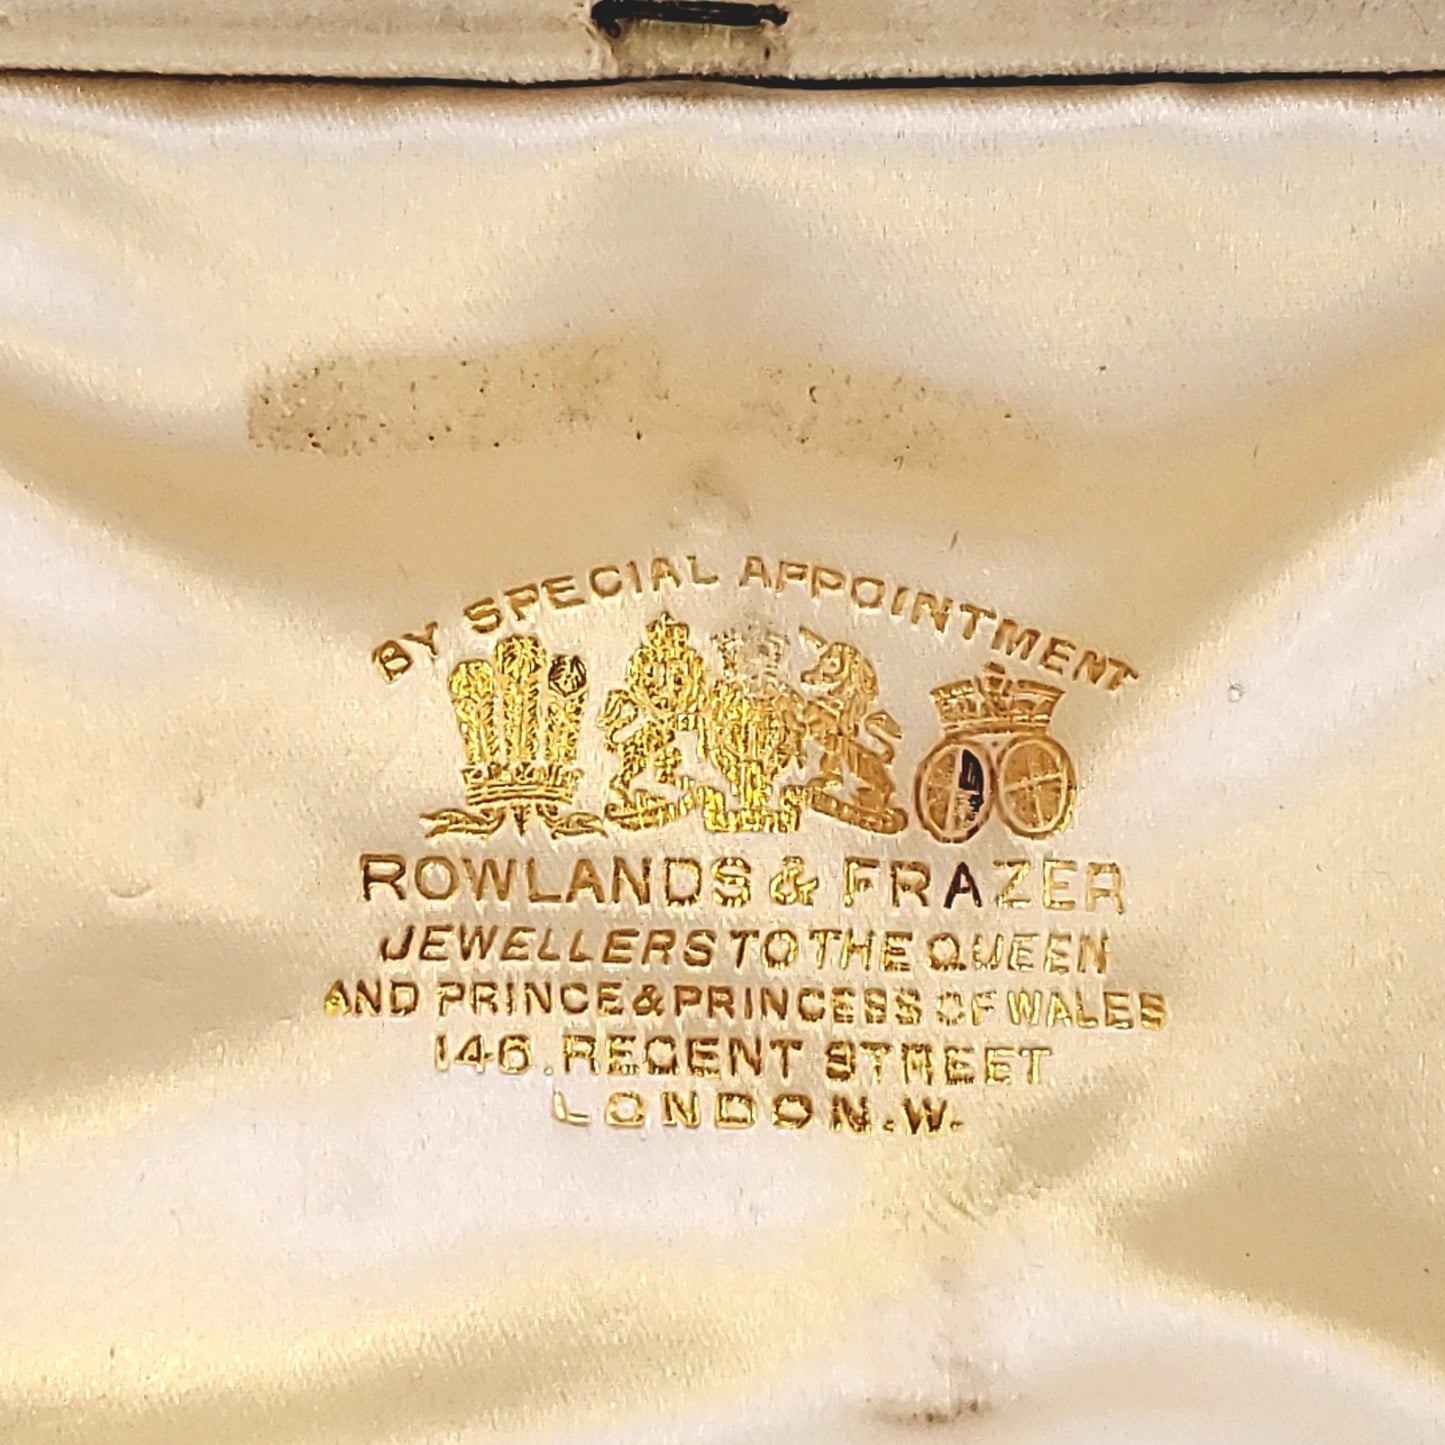 BY SPECIAL APPOINTMENT
ROWLANDS & FRAZER
JEWELLERS TO THE QUEEN
AND PRINCE & PRINCESS OF WALES
146. REGENT STREET
LONDON. W.